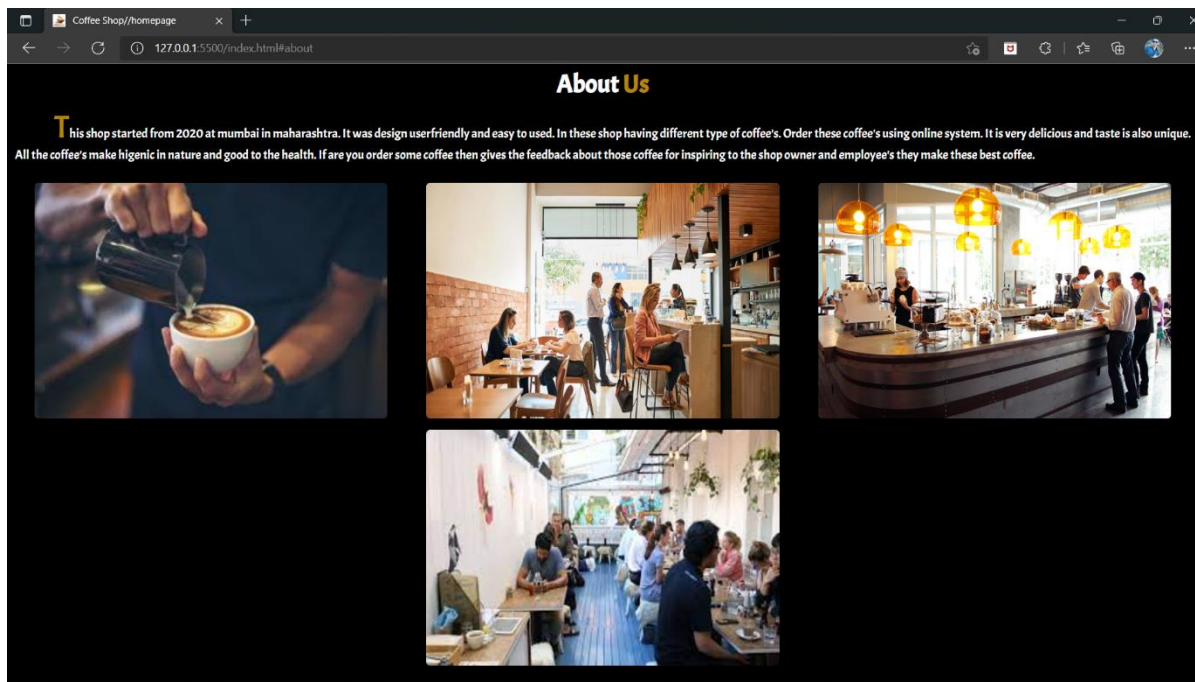 Coffee Shop//homepage
127.0.0.1:5500/index.html#about
About Us
This shop started from 2020 at mumbai in maharashtra. It was design userfriendly and easy to used. In these shop having different type of coffee's. Order these coffee's using online system. It is very delicious and taste is also unique.
All the coffee's make higenic in nature and good to the health. If are you order some coffee then gives the feedback about those coffee for inspiring to the shop owner and employee's they make these best coffee.